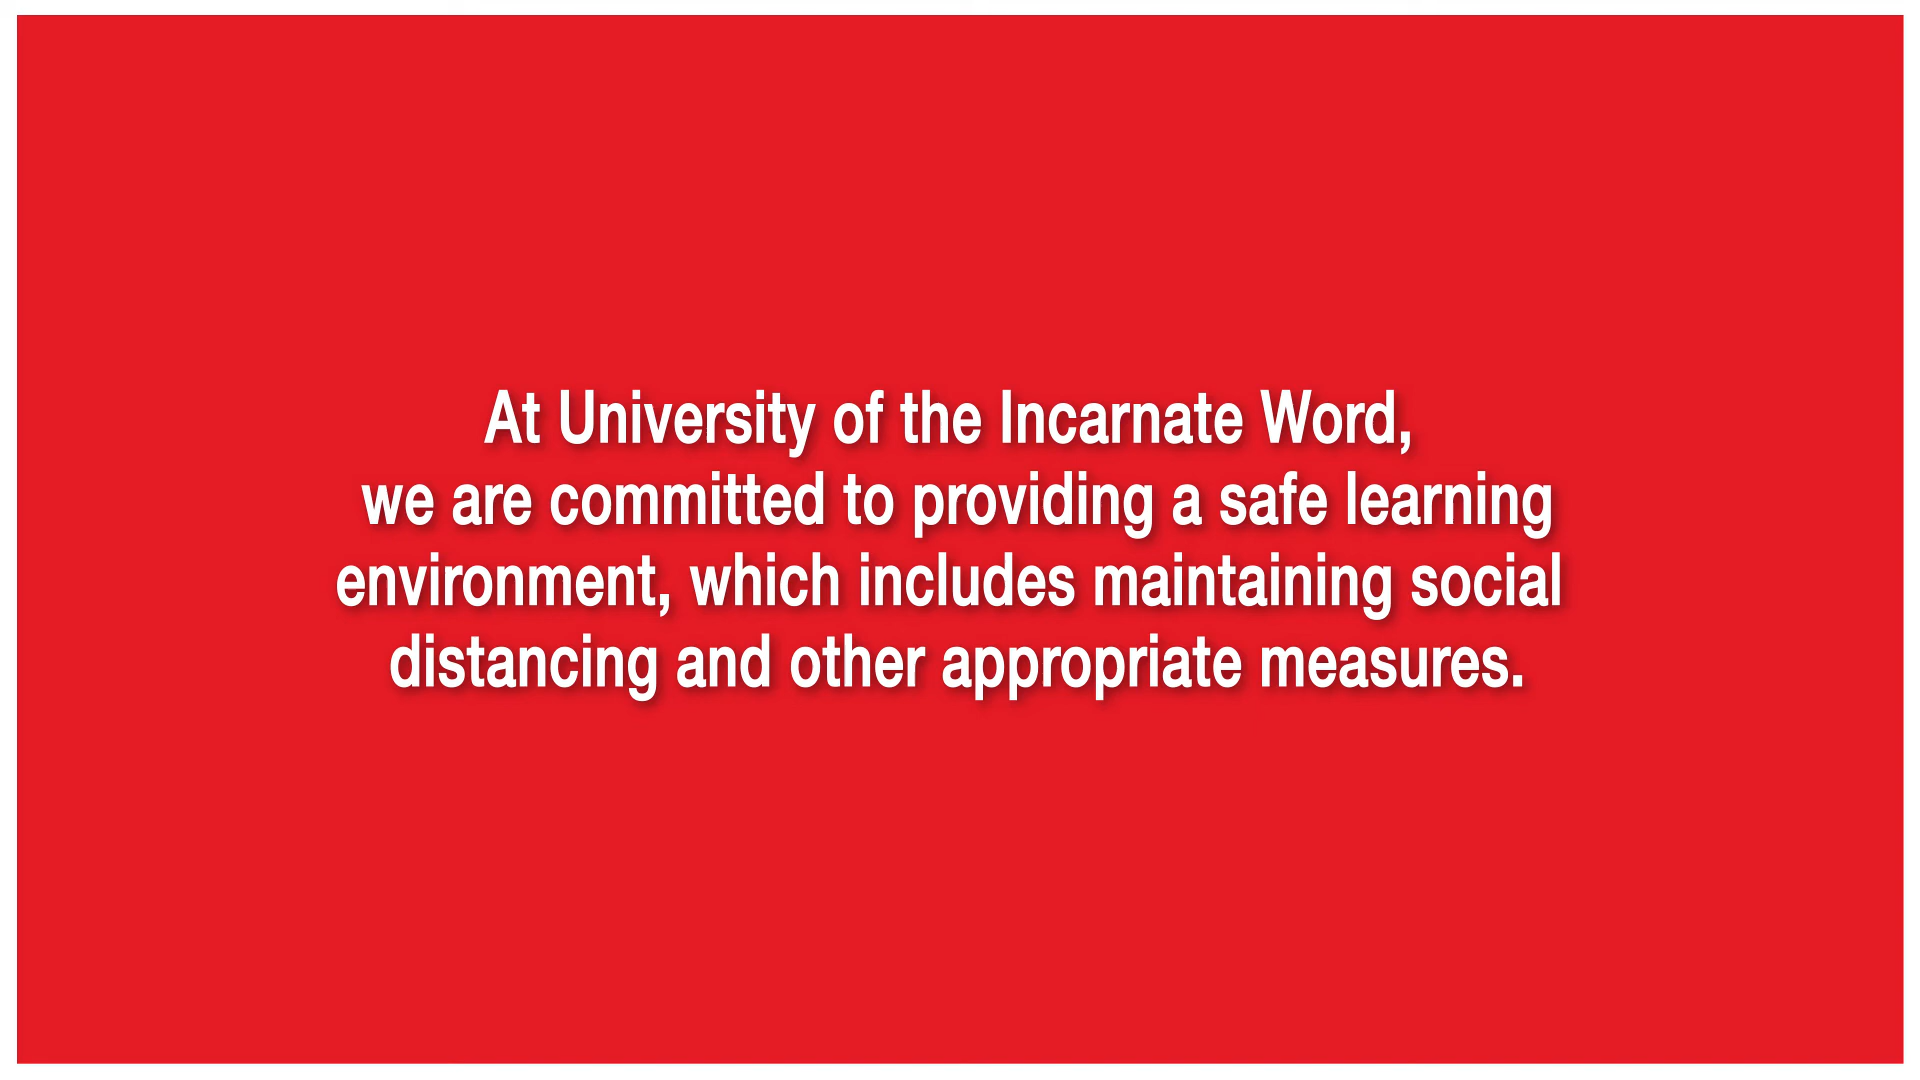 At University of the Incarnate Word,
we are committed to providing a safe learning
environment, which includes maintaining social
distancing and other appropriate measures.